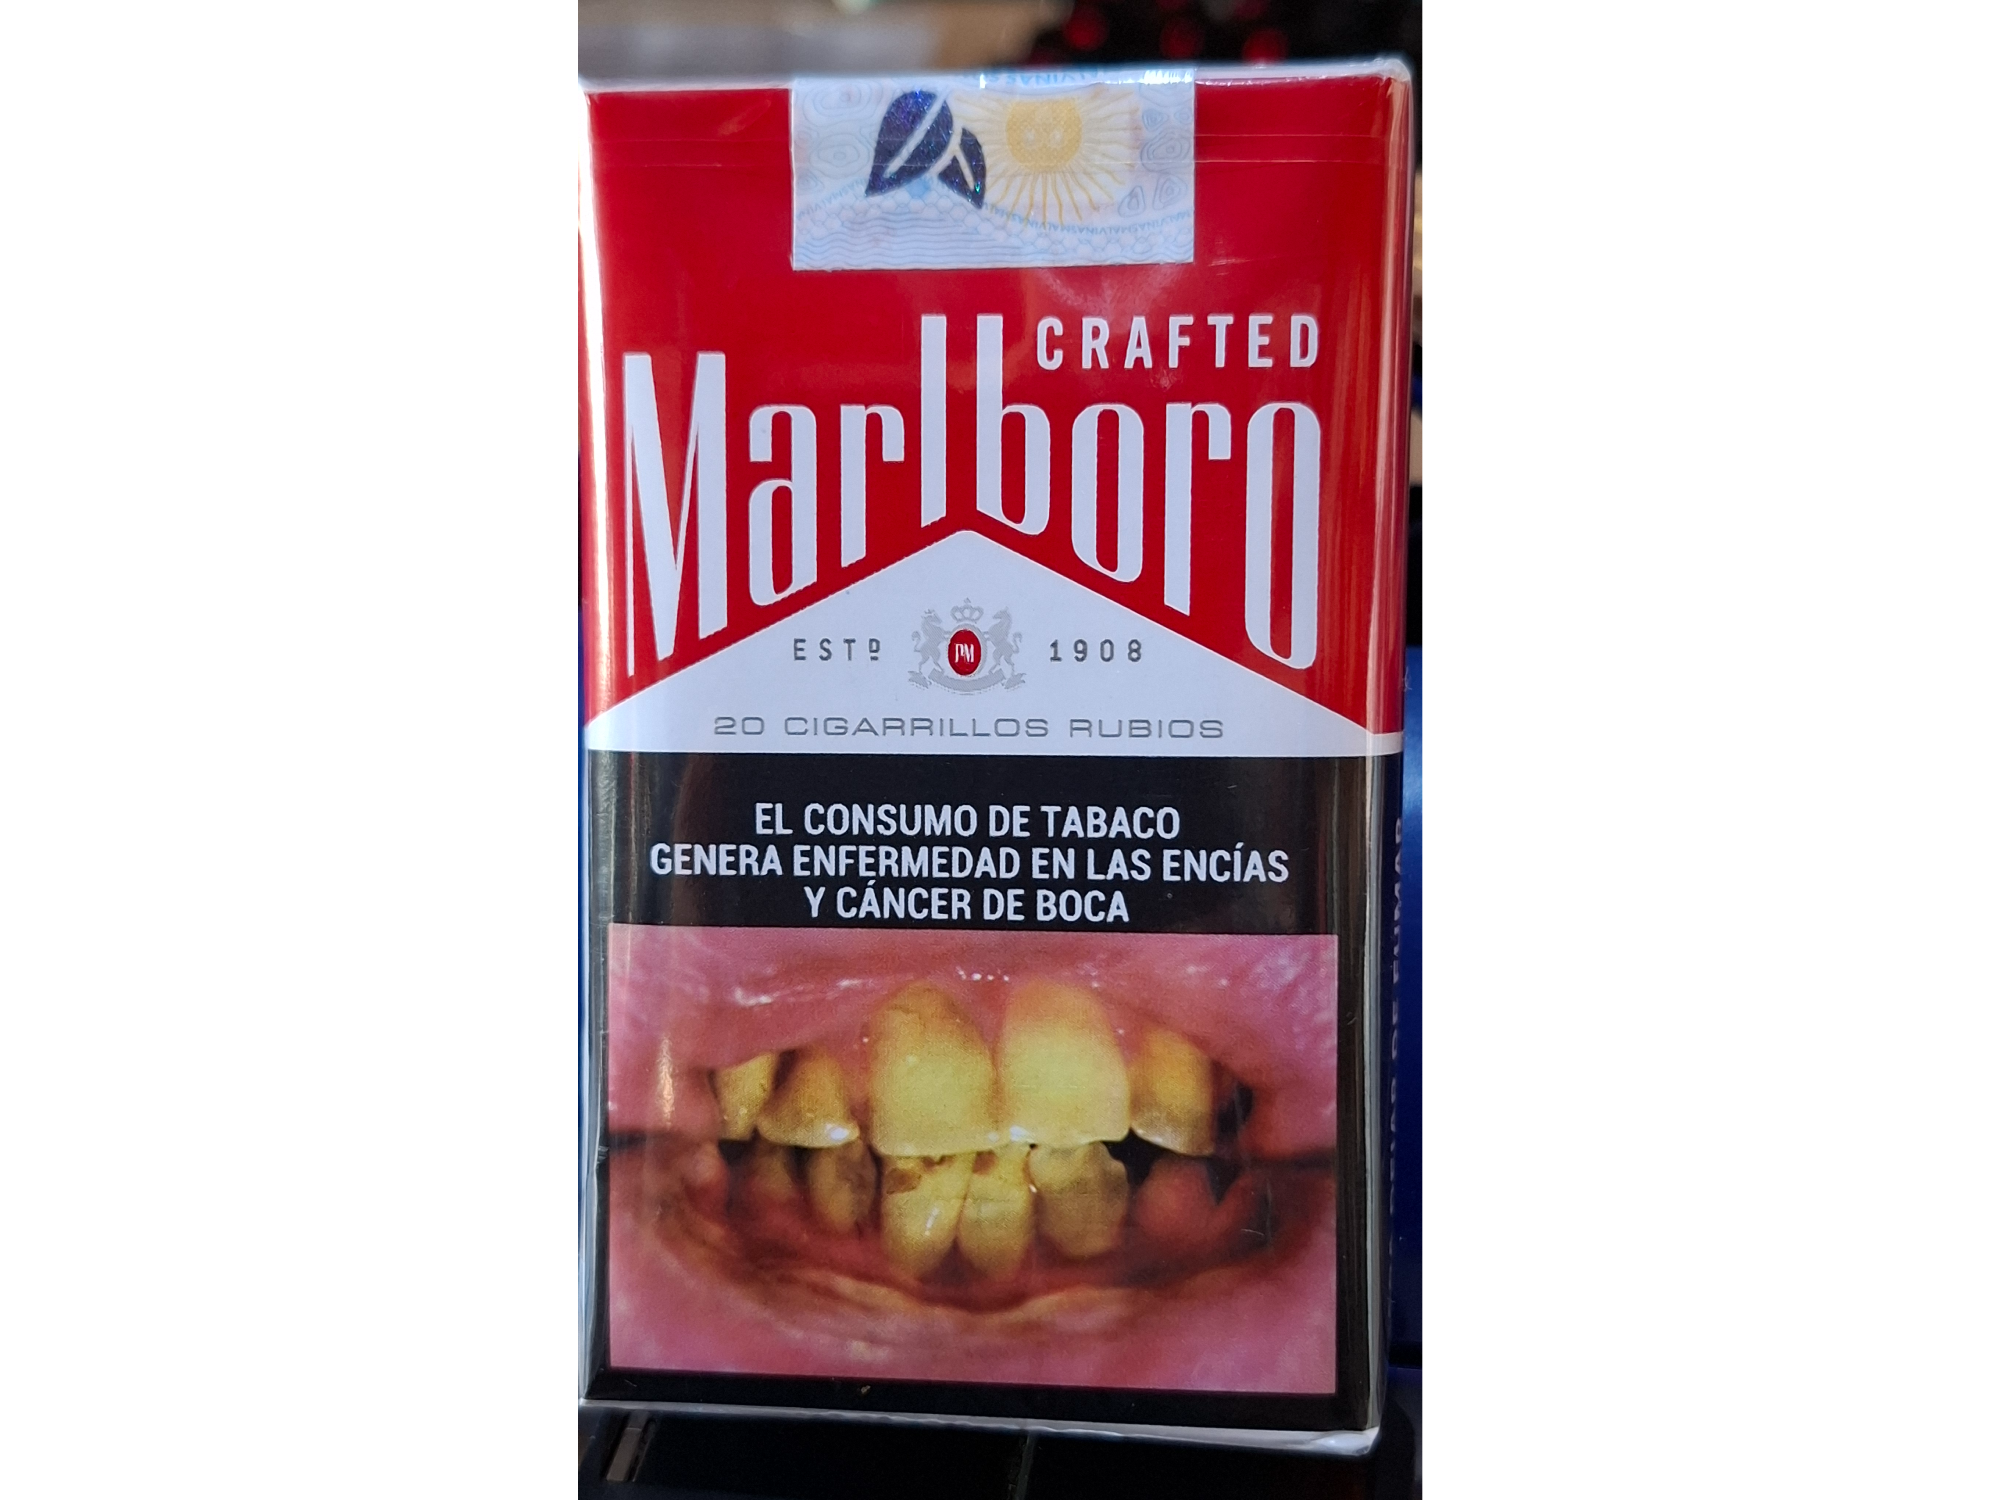 CRAFTED
Marlboro
ESTD PM 1908
20 CIGARRILLOS RUBIOS
EL CONSUMO DE TABACO
GENERA ENFERMEDAD EN LAS ENCÍAS
Y CÁNCER DE BOCA